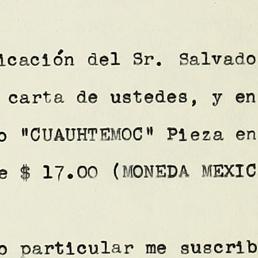 icación del Sr. Salvado
carta de ustedes, y en
o "CUAUHTEMOC" Pieza en
e $ 17.00 (MONEDA MEXIC
o particular me suscrib